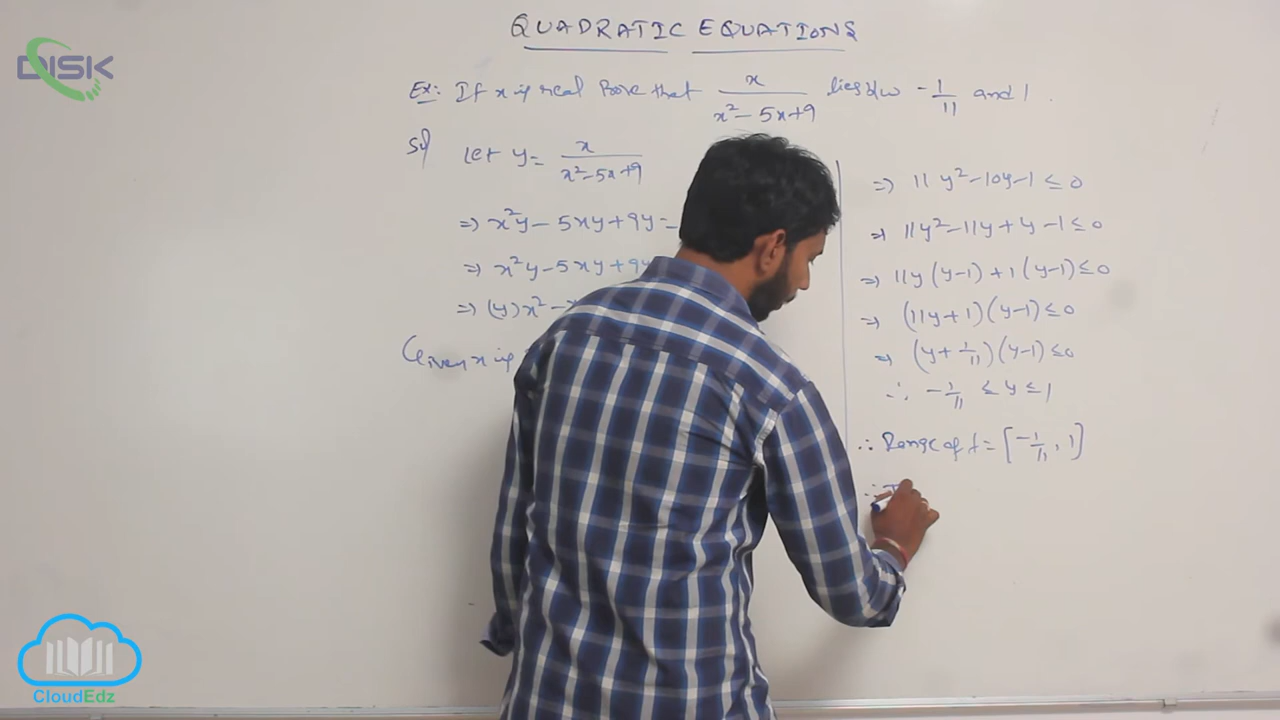 QUADRATIC EQUATIONS
DISK
Ex: If x is real Prove that x / (x² - 5x + 9) lies b/w -1/11 and 1.
Sol let y = x / (x² - 5x + 9)
⇒ x²y - 5xy + 9y =
⇒ x²y - 5xy + 9y
⇒ (y)x² -
Given x is
⇒ 11y² - 10y - 1 ≤ 0
⇒ 11y² - 11y + y - 1 ≤ 0
⇒ 11y (y-1) + 1 (y-1) ≤ 0
⇒ (11y+1) (y-1) ≤ 0
⇒ (y + 1/11) (y-1) ≤ 0
∴ -1/11 ≤ y ≤ 1
∴ Range of f = [-1/11, 1]
∴
CloudEdz